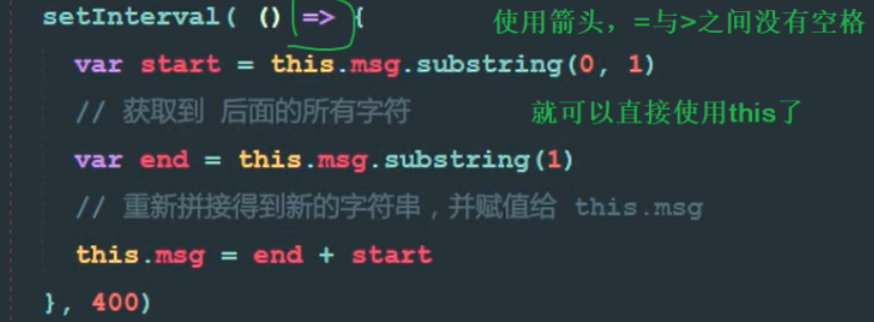 setInterval( () => {
使用箭头，=与>之间没有空格
var start = this.msg.substring(0, 1)
// 获取到 后面的所有字符
就可以直接使用this了
var end = this.msg.substring(1)
// 重新拼接得到新的字符串，并赋值给 this.msg
this.msg = end + start
}, 400)